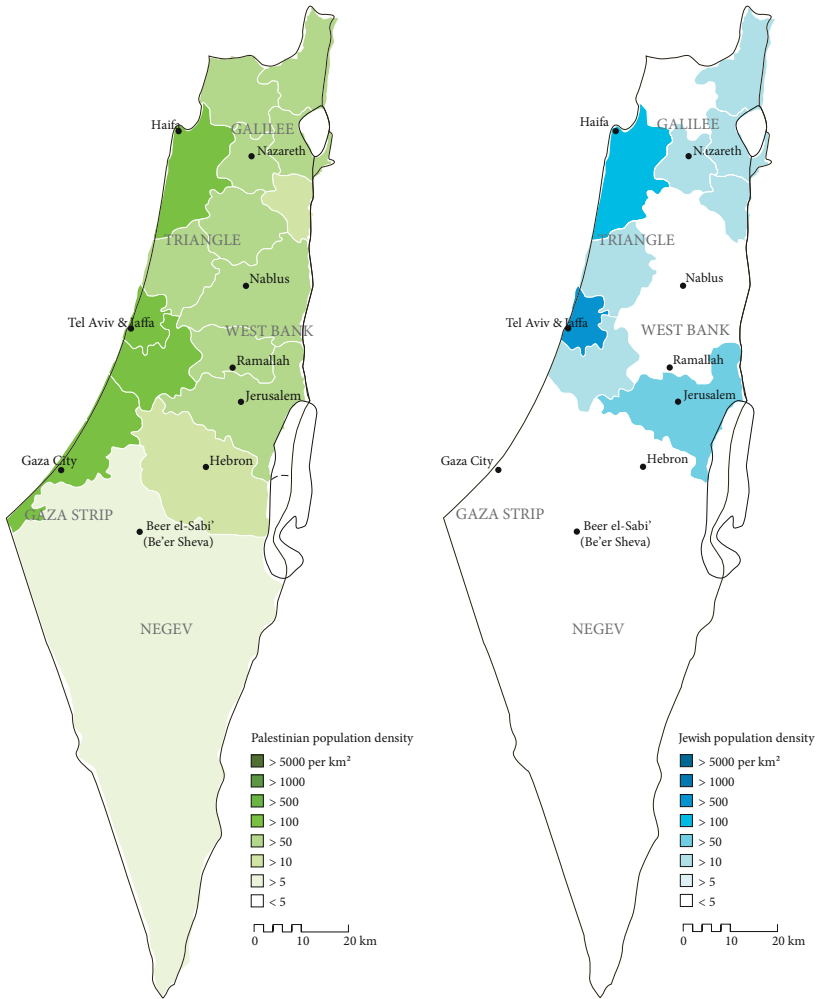 Haifa
GALILEE
Nazareth
TRIANGLE
Nablus
Tel Aviv & Jaffa
WEST BANK
Ramallah
Jerusalem
Gaza City
Hebron
GAZA STRIP
Beer el-Sabi’
(Be’er Sheva)
NEGEV
Palestinian population density
> 5000 per km²
> 1000
> 500
> 100
> 50
> 10
> 5
< 5
0 10 20 km
Haifa
GALILEE
Nazareth
TRIANGLE
Nablus
Tel Aviv & Jaffa
WEST BANK
Ramallah
Jerusalem
Gaza City
Hebron
GAZA STRIP
Beer el-Sabi’
(Be’er Sheva)
NEGEV
Jewish population density
> 5000 per km²
> 1000
> 500
> 100
> 50
> 10
> 5
< 5
0 10 20 km